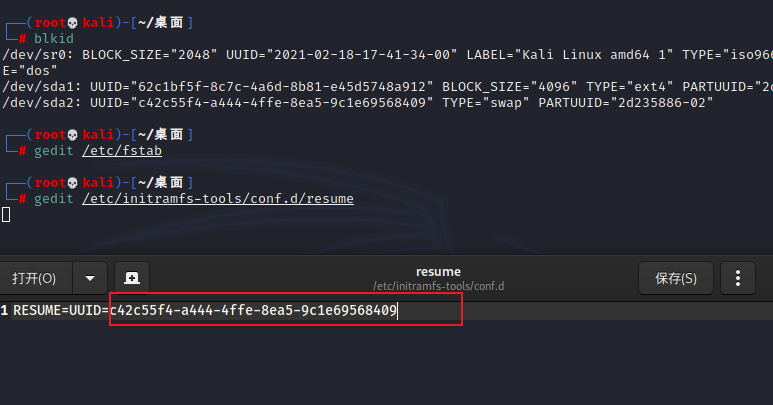 ┌──(root💀kali)-[~/桌面]
└─# blkid
/dev/sr0: BLOCK_SIZE="2048" UUID="2021-02-18-17-41-34-00" LABEL="Kali Linux amd64 1" TYPE="iso966
E="dos"
/dev/sda1: UUID="62c1bf5f-8c7c-4a6d-8b81-e45d5748a912" BLOCK_SIZE="4096" TYPE="ext4" PARTUUID="2d
/dev/sda2: UUID="c42c55f4-a444-4ffe-8ea5-9c1e69568409" TYPE="swap" PARTUUID="2d235886-02"
┌──(root💀kali)-[~/桌面]
└─# gedit /etc/fstab
┌──(root💀kali)-[~/桌面]
└─# gedit /etc/initramfs-tools/conf.d/resume
打开(O)
resume
/etc/initramfs-tools/conf.d
保存(S)
1 RESUME=UUID=c42c55f4-a444-4ffe-8ea5-9c1e69568409